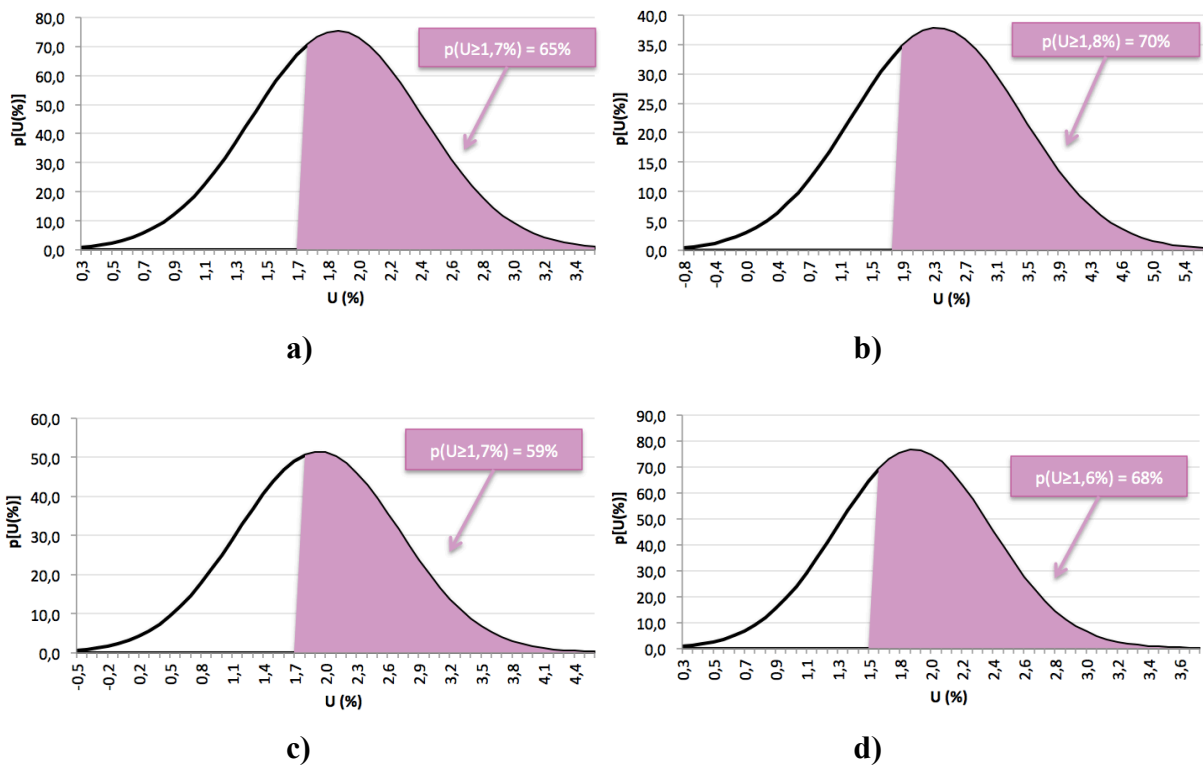 80,0
70,0
60,0
50,0
40,0
30,0
20,0
10,0
0,0
p[U(%)]
p(U≥1,7%) = 65%
0,3 0,5 0,7 0,9 1,1 1,3 1,5 1,7 2,0 2,2 2,4 2,6 2,8 3,0 3,2 3,4
U (%)
a)
40,0
35,0
30,0
25,0
20,0
15,0
10,0
5,0
0,0
p[U(%)]
p(U≥1,8%) = 70%
-0,8 -0,4 0,0 0,4 0,7 1,1 1,5 1,9 2,3 2,7 3,1 3,5 3,9 4,3 4,6 5,0 5,4
U (%)
b)
60,0
50,0
40,0
30,0
20,0
10,0
0,0
p[U(%)]
p(U≥1,7%) = 59%
-0,5 -0,2 0,2 0,5 0,8 1,1 1,4 1,7 2,0 2,3 2,6 2,9 3,2 3,5 3,8 4,1 4,4
U (%)
c)
90,0
80,0
70,0
60,0
50,0
40,0
30,0
20,0
10,0
0,0
p[U(%)]
p(U≥1,6%) = 68%
0,3 0,5 0,7 0,9 1,1 1,3 1,5 1,8 2,0 2,2 2,4 2,6 2,8 3,0 3,2 3,4 3,6
U (%)
d)